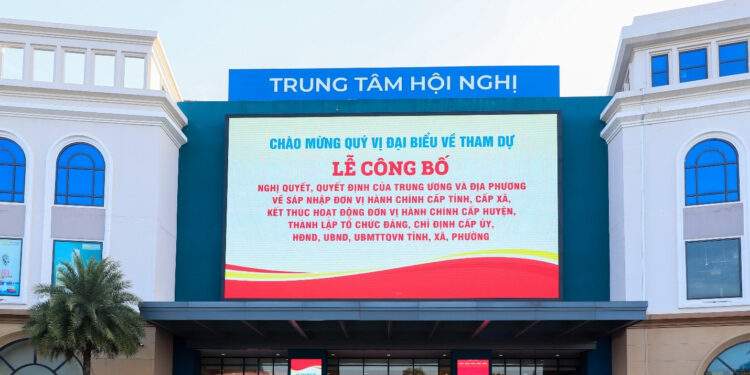 TRUNG TÂM HỘI NGHỊ
CHÀO MỪNG QUÝ VỊ ĐẠI BIỂU VỀ THAM DỰ
LỄ CÔNG BỐ
NGHỊ QUYẾT, QUYẾT ĐỊNH CỦA TRUNG ƯƠNG VÀ ĐỊA PHƯƠNG
VỀ SÁP NHẬP ĐƠN VỊ HÀNH CHÍNH CẤP TỈNH, CẤP XÃ,
KẾT THÚC HOẠT ĐỘNG ĐƠN VỊ HÀNH CHÍNH CẤP HUYỆN,
THÀNH LẬP TỔ CHỨC ĐẢNG, CHỈ ĐỊNH CẤP ỦY,
HĐND, UBND, UBMTTQVN TỈNH, XÃ, PHƯỜNG